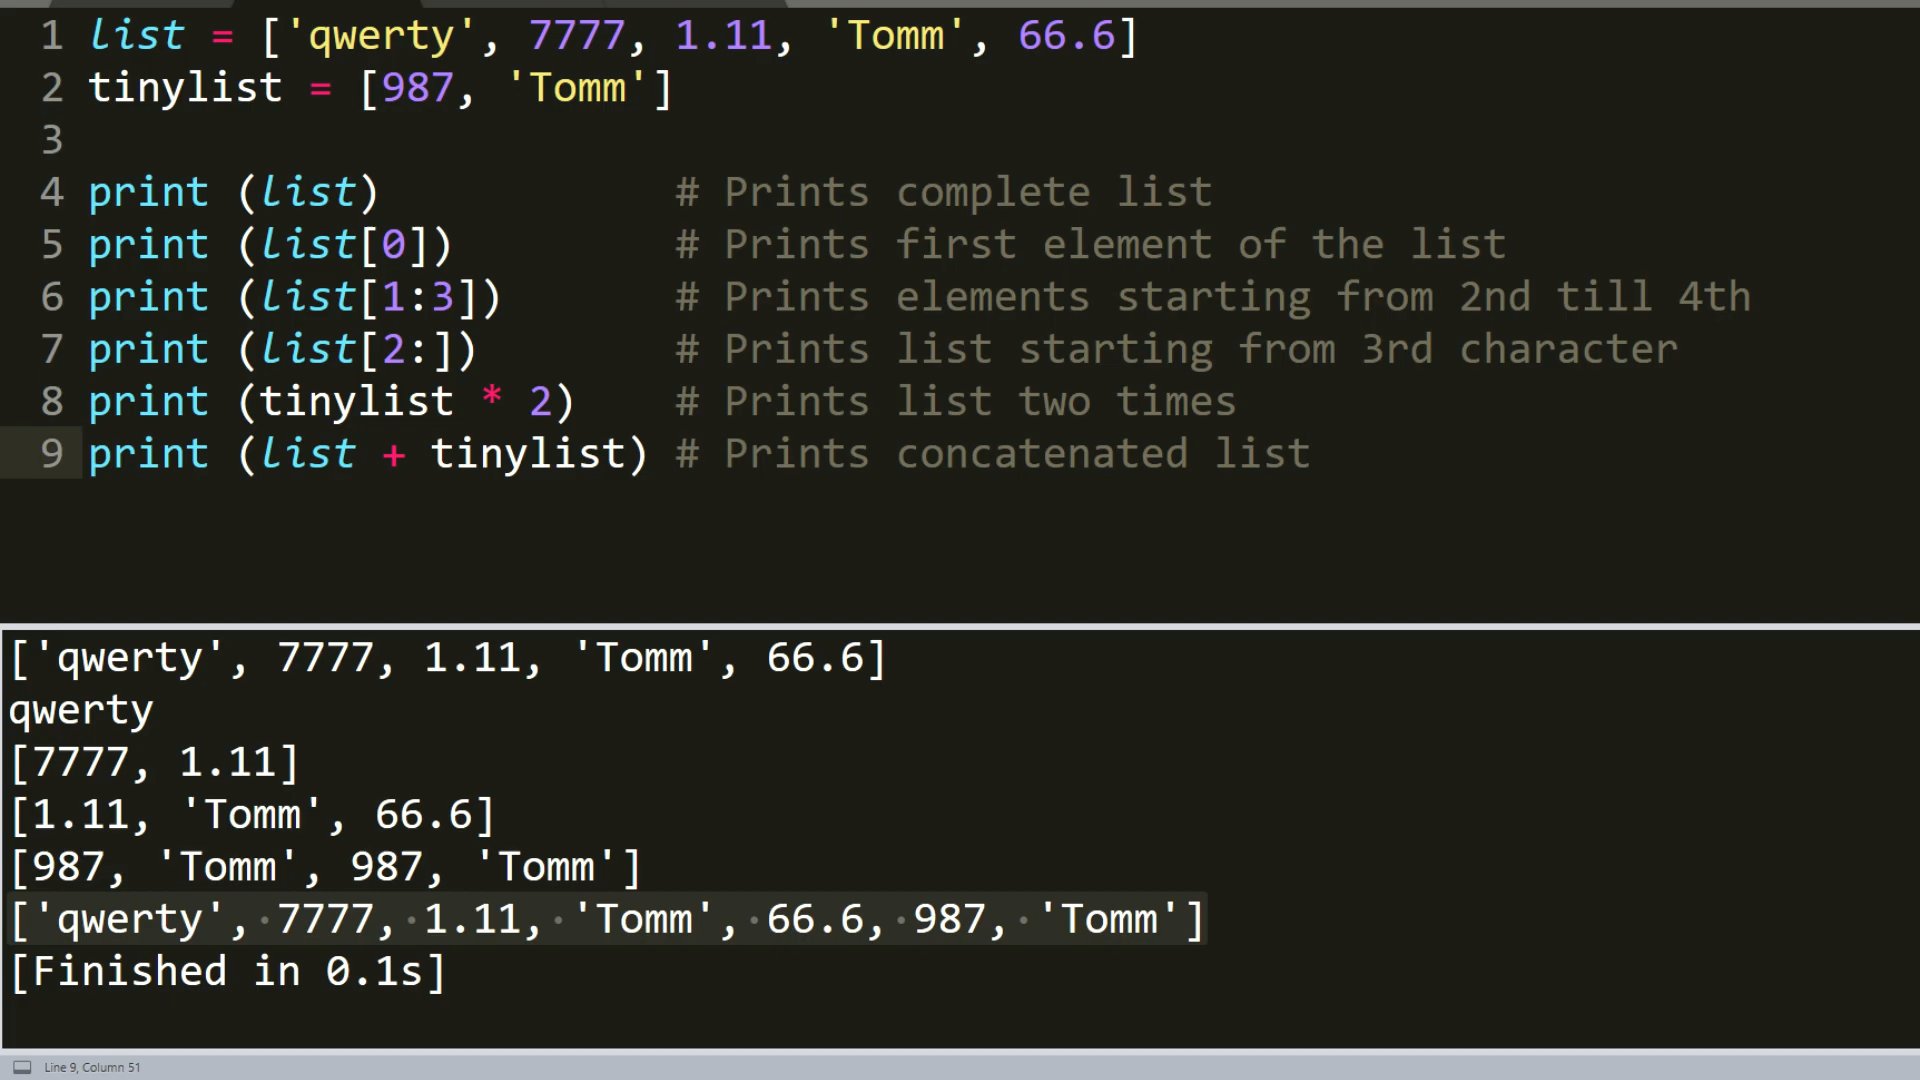 1 list = ['qwerty', 7777, 1.11, 'Tomm', 66.6]
2 tinylist = [987, 'Tomm']
3
4 print (list)            # Prints complete list
5 print (list[0])         # Prints first element of the list
6 print (list[1:3])       # Prints elements starting from 2nd till 4th
7 print (list[2:])        # Prints list starting from 3rd character
8 print (tinylist * 2)    # Prints list two times
9 print (list + tinylist) # Prints concatenated list
['qwerty', 7777, 1.11, 'Tomm', 66.6]
qwerty
[7777, 1.11]
[1.11, 'Tomm', 66.6]
[987, 'Tomm', 987, 'Tomm']
['qwerty', 7777, 1.11, 'Tomm', 66.6, 987, 'Tomm']
[Finished in 0.1s]
Line 9, Column 51